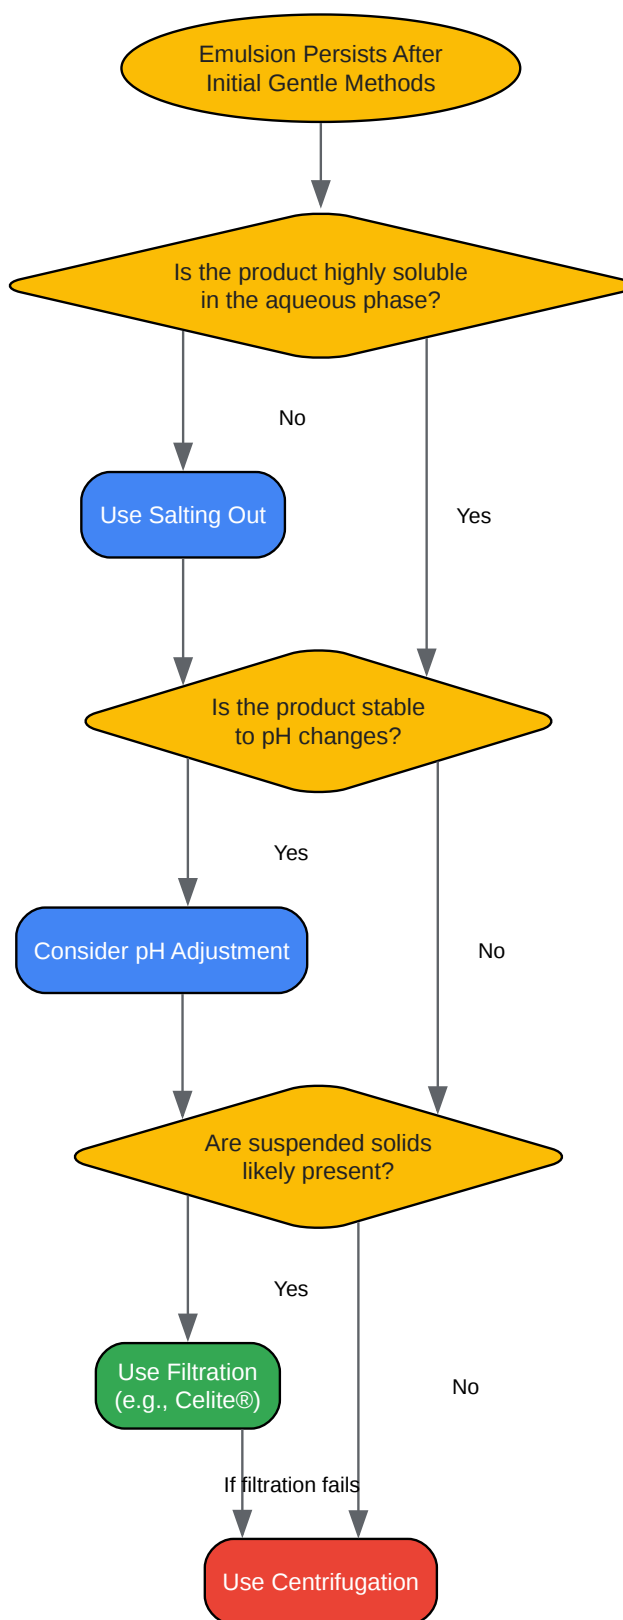 Emulsion Persists After
Initial Gentle Methods
Is the product highly soluble
in the aqueous phase?
No
Use Salting Out
Yes
Is the product stable
to pH changes?
Yes
Consider pH Adjustment
No
Are suspended solids
likely present?
Yes
Use Filtration
(e.g., Celite®)
No
If filtration fails
Use Centrifugation